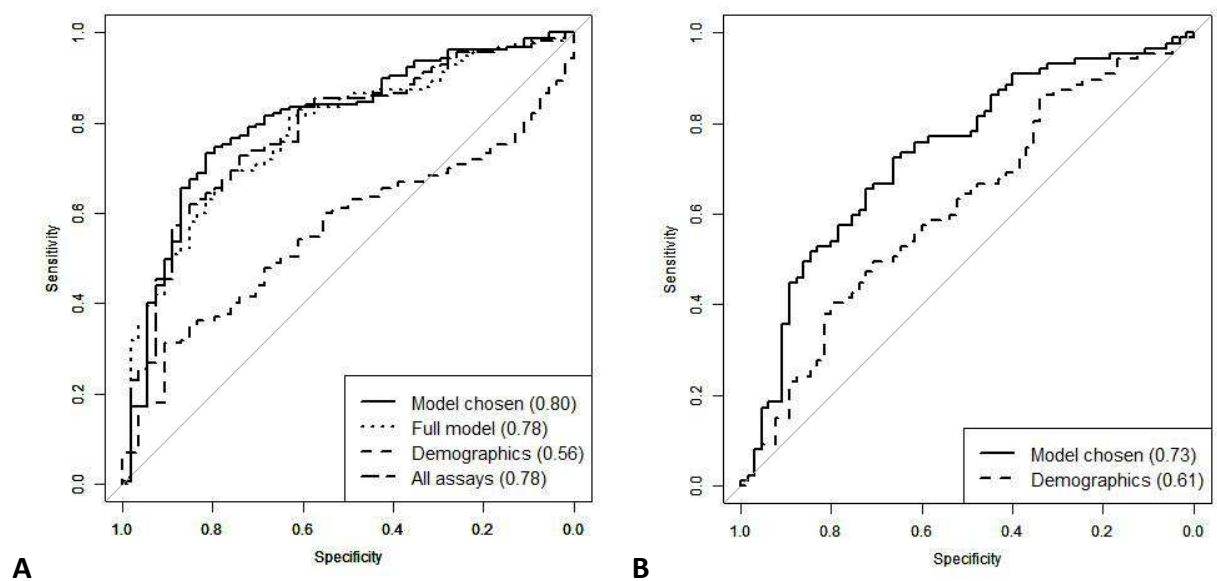 1.0
0.8
0.6
0.4
0.2
0.0
Sensitivity
1.0 0.8 0.6 0.4 0.2 0.0
Specificity
Model chosen (0.80)
Full model (0.78)
Demographics (0.56)
All assays (0.78)
A
1.0
0.8
0.6
0.4
0.2
0.0
Sensitivity
1.0 0.8 0.6 0.4 0.2 0.0
Specificity
Model chosen (0.73)
Demographics (0.61)
B